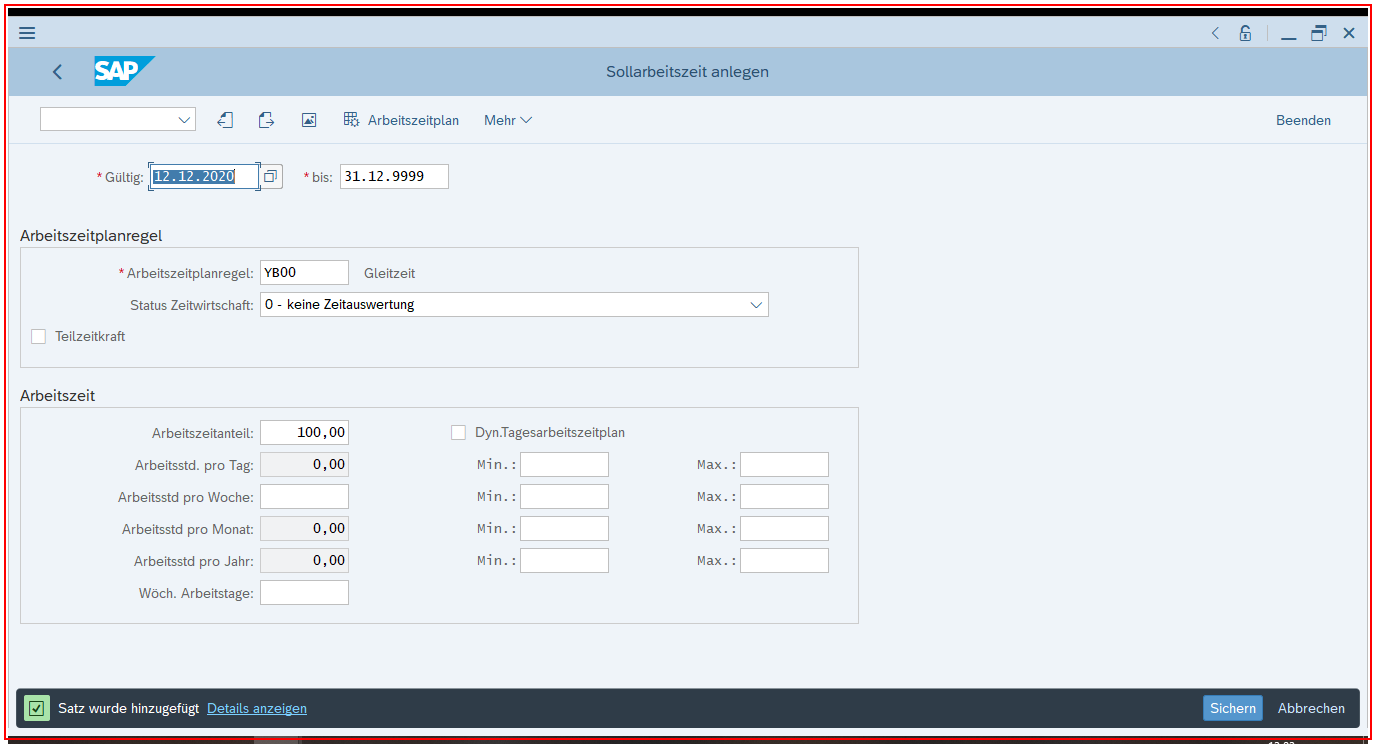 SAP Sollarbeitszeit anlegen
Arbeitszeitplan Mehr Beenden
* Gültig: 12.12.2020 * bis: 31.12.9999
Arbeitszeitplanregel
* Arbeitszeitplanregel: YB00 Gleitzeit
Status Zeitwirtschaft: 0 - keine Zeitauswertung
Teilzeitkraft
Arbeitszeit
Arbeitszeitanteil: 100,00 Dyn.Tagesarbeitszeitplan
Arbeitsstd. pro Tag: 0,00 Min.: Max.:
Arbeitsstd pro Woche: Min.: Max.:
Arbeitsstd pro Monat: 0,00 Min.: Max.:
Arbeitsstd pro Jahr: 0,00 Min.: Max.:
Wöch. Arbeitstage:
Satz wurde hinzugefügt Details anzeigen Sichern Abbrechen